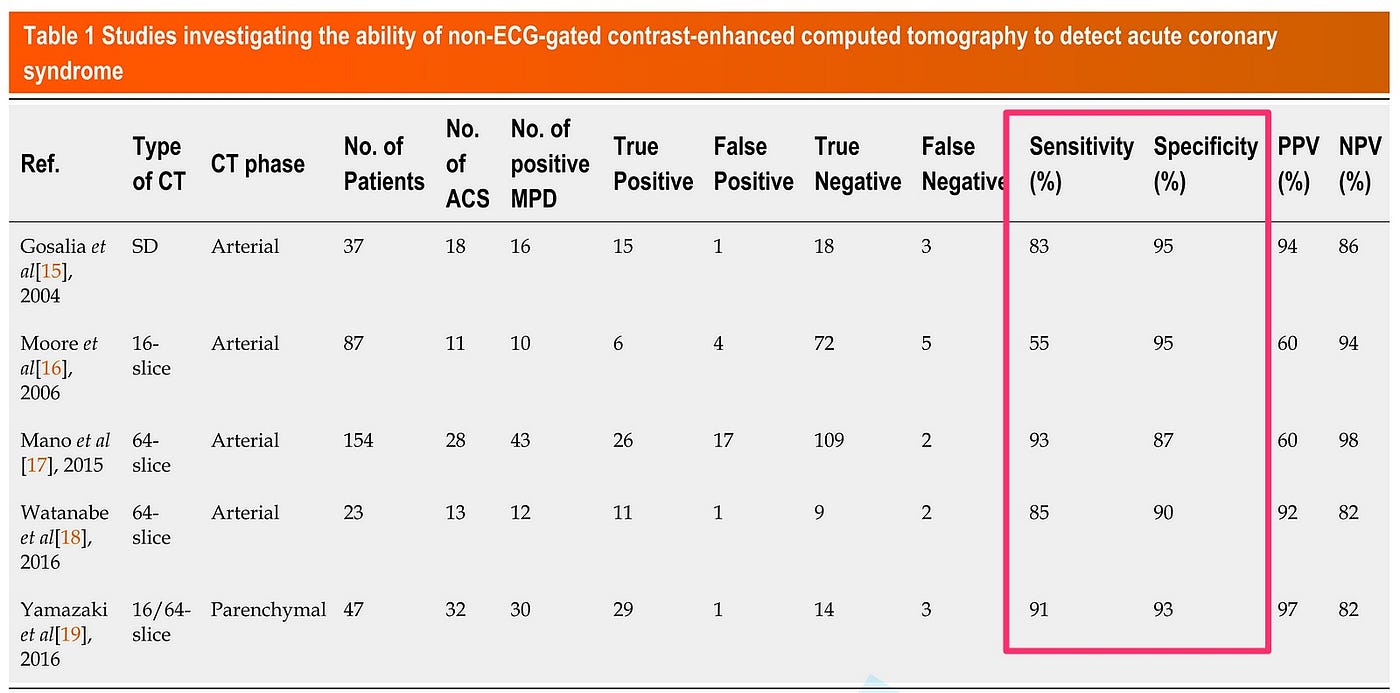 Table 1 Studies investigating the ability of non-ECG-gated contrast-enhanced computed tomography to detect acute coronary
syndrome
Ref. Type of CT CT phase No. of Patients No. of ACS No. of positive MPD True Positive False Positive True Negative False Negative Sensitivity (%) Specificity (%) PPV (%) NPV (%)
Gosalia et al[15], 2004 SD Arterial 37 18 16 15 1 18 3 83 95 94 86
Moore et al[16], 2006 16-slice Arterial 87 11 10 6 4 72 5 55 95 60 94
Mano et al [17], 2015 64-slice Arterial 154 28 43 26 17 109 2 93 87 60 98
Watanabe et al[18], 2016 64-slice Arterial 23 13 12 11 1 9 2 85 90 92 82
Yamazaki et al[19], 2016 16/64-slice Parenchymal 47 32 30 29 1 14 3 91 93 97 82